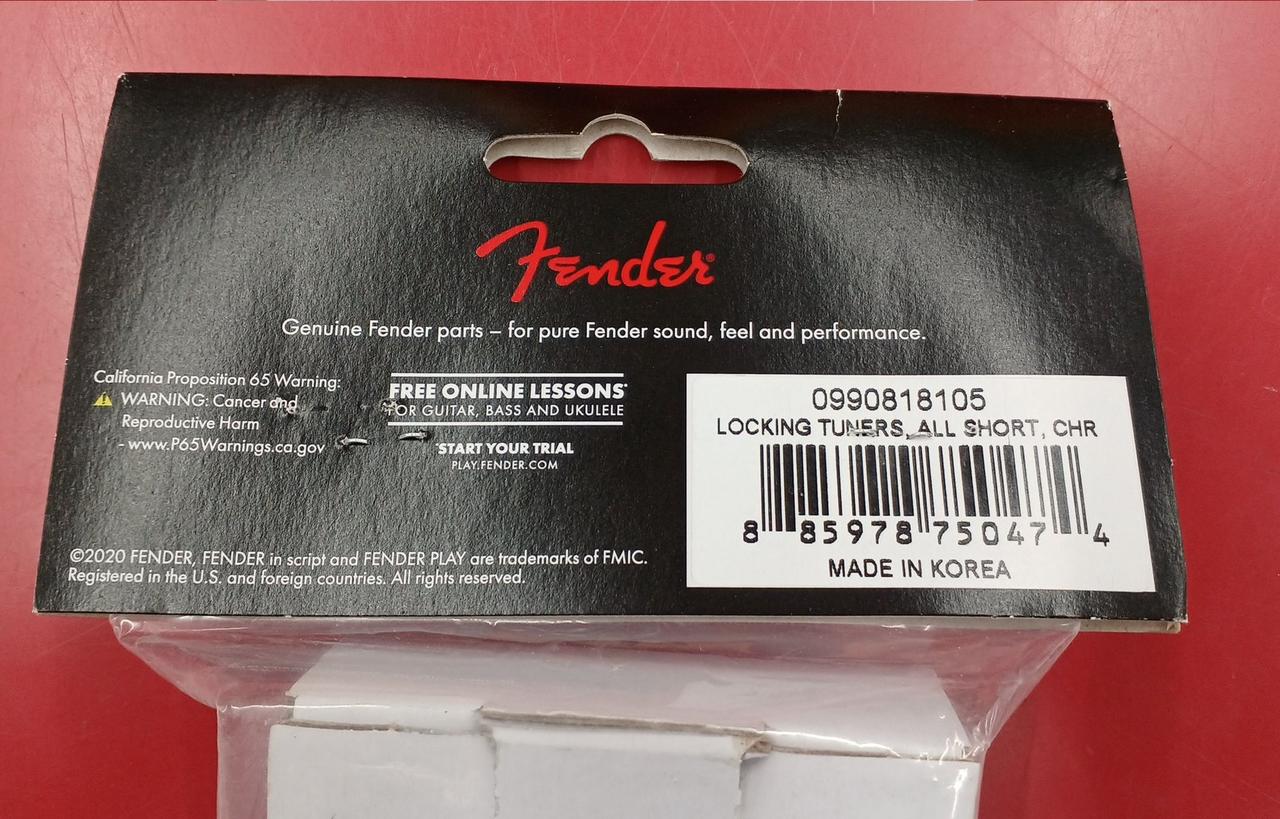 Fender®
Genuine Fender parts – for pure Fender sound, feel and performance.
California Proposition 65 Warning:
WARNING: Cancer and
Reproductive Harm
- www.P65Warnings.ca.gov
FREE ONLINE LESSONS*
FOR GUITAR, BASS AND UKULELE
*START YOUR TRIAL
PLAY.FENDER.COM
0990818105
LOCKING TUNERS, ALL SHORT, CHR
8 85978 75047 4
MADE IN KOREA
©2020 FENDER, FENDER in script and FENDER PLAY are trademarks of FMIC.
Registered in the U.S. and foreign countries. All rights reserved.